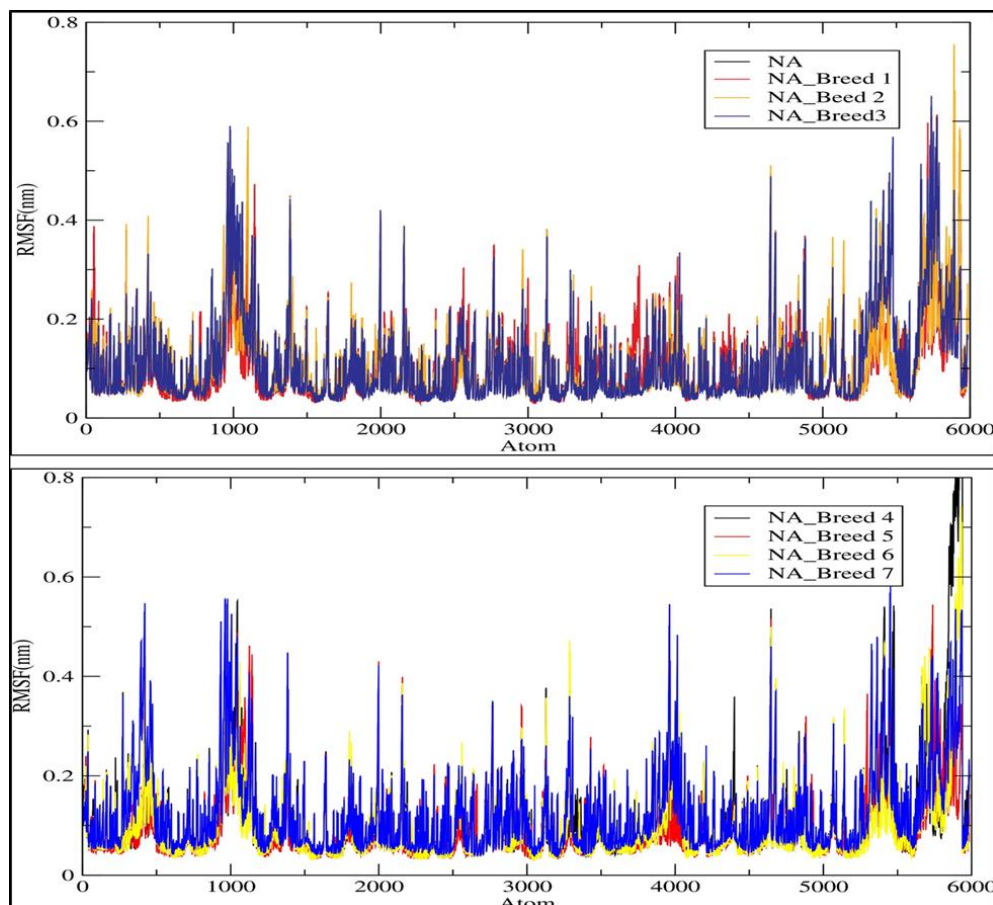 0.8
NA
NA_Breed 1
NA_Beed 2
NA_Breed3
0.6
RMSF(nm)
0.4
0.2
0
0 1000 2000 3000 4000 5000 6000
Atom
0.8
NA_Breed 4
NA_Breed 5
NA_Breed 6
NA_Breed 7
0.6
RMSF(nm)
0.4
0.2
0
0 1000 2000 3000 4000 5000 6000
Atom